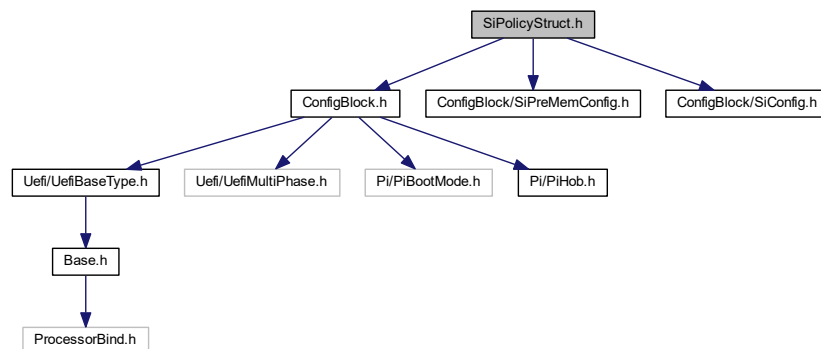 SiPolicyStruct.h
ConfigBlock.h
ConfigBlock/SiPreMemConfig.h
ConfigBlock/SiConfig.h
Uefi/UefiBaseType.h
Uefi/UefiMultiPhase.h
Pi/PiBootMode.h
Pi/PiHob.h
Base.h
ProcessorBind.h